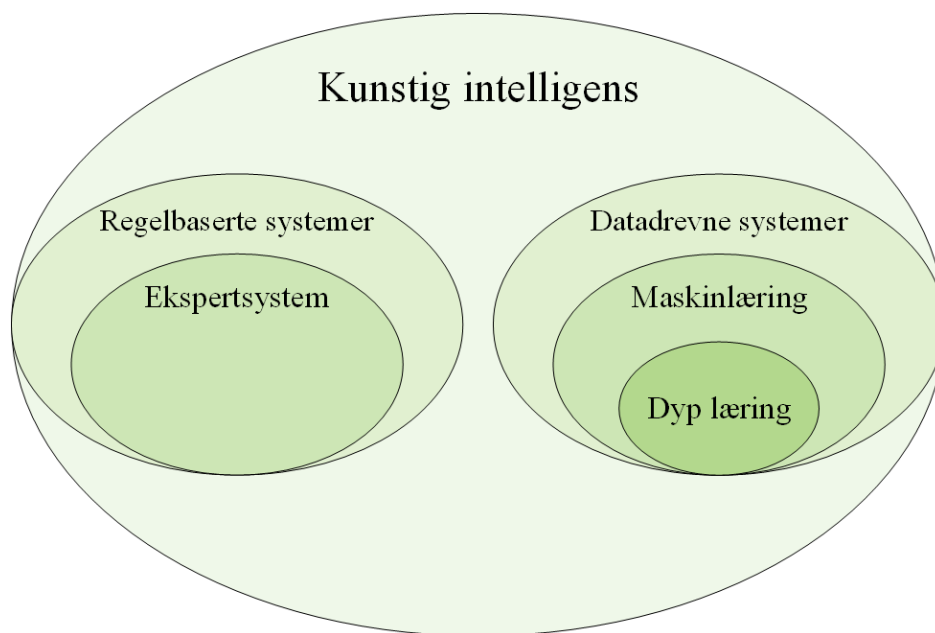 Kunstig intelligens
Regelbaserte systemer
Ekspertsystem
Datadrevne systemer
Maskinlæring
Dyp læring